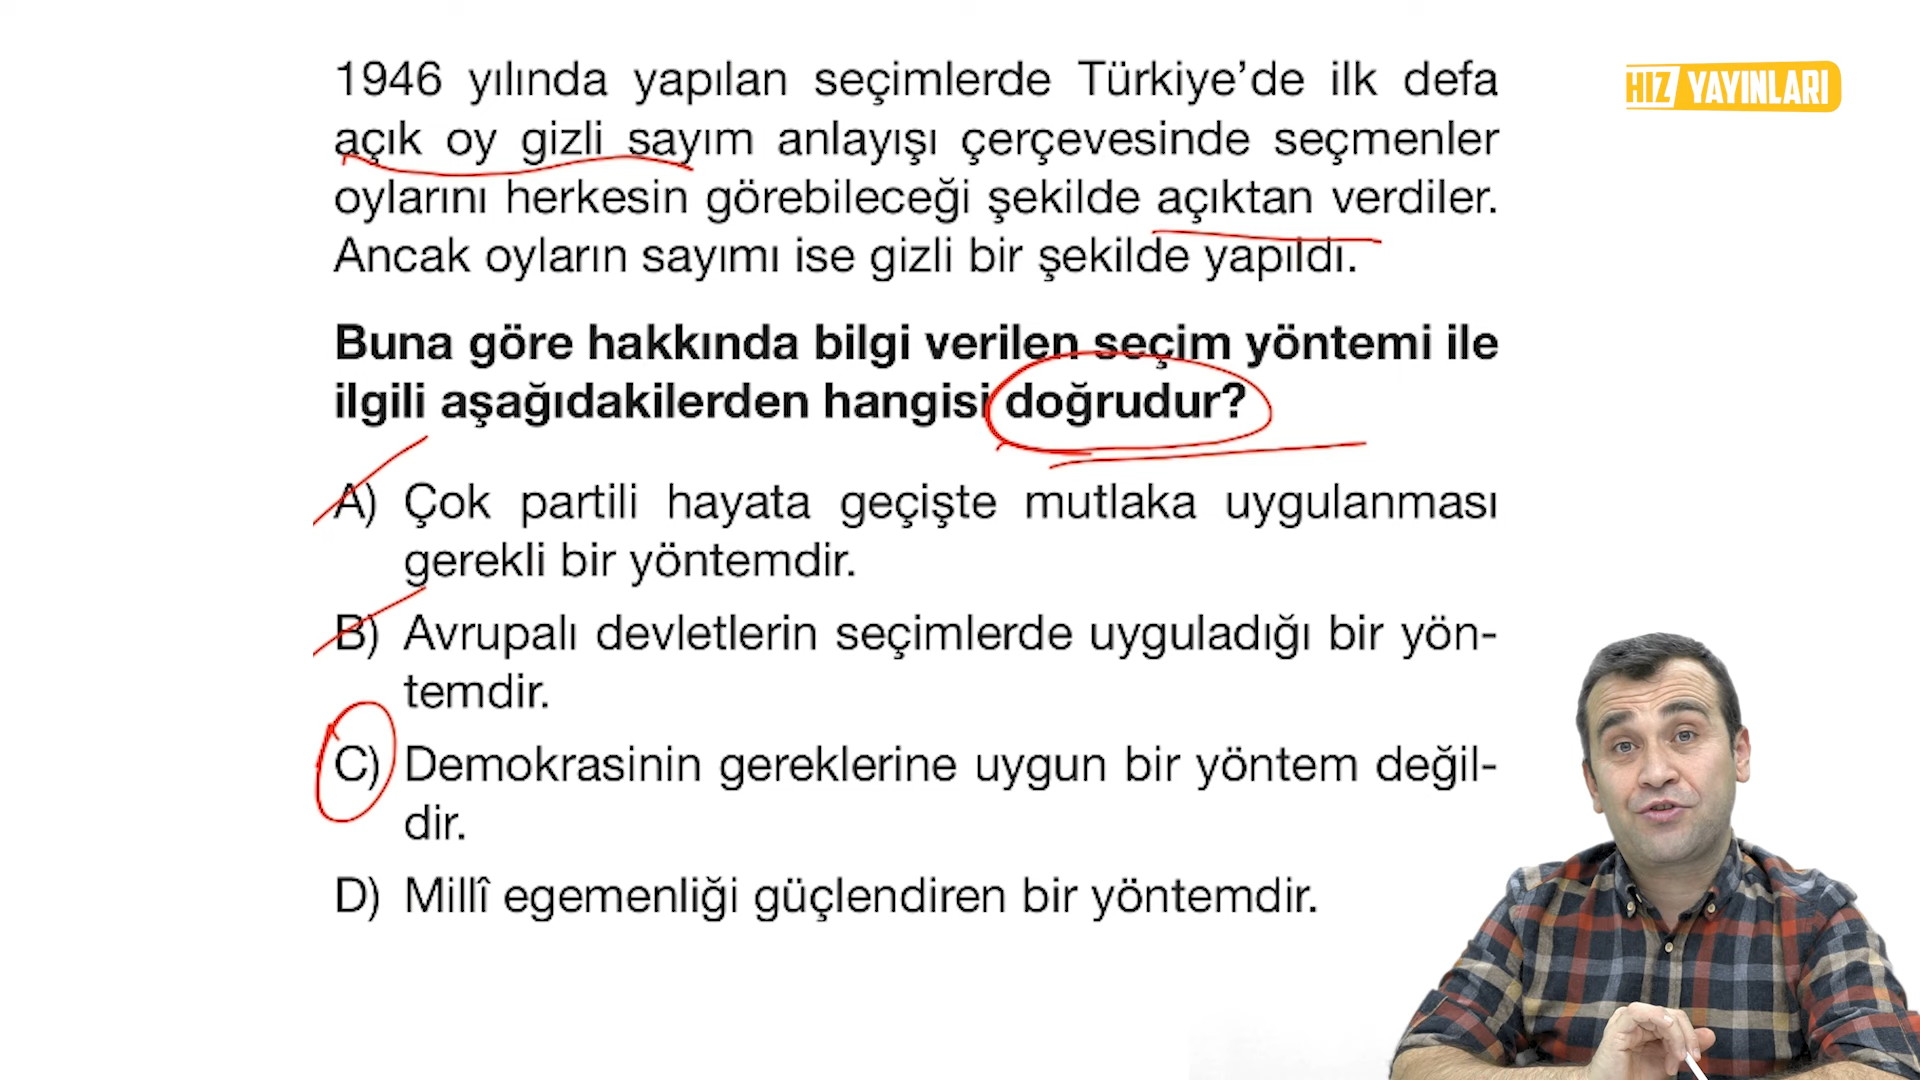 1946 yılında yapılan seçimlerde Türkiye’de ilk defa
açık oy gizli sayım anlayışı çerçevesinde seçmenler
oylarını herkesin görebileceği şekilde açıktan verdiler.
Ancak oyların sayımı ise gizli bir şekilde yapıldı.
Buna göre hakkında bilgi verilen seçim yöntemi ile
ilgili aşağıdakilerden hangisi doğrudur?
A) Çok partili hayata geçişte mutlaka uygulanması
gerekli bir yöntemdir.
B) Avrupalı devletlerin seçimlerde uyguladığı bir yön-
temdir.
C) Demokrasinin gereklerine uygun bir yöntem değil-
dir.
D) Millî egemenliği güçlendiren bir yöntemdir.
HIZ YAYINLARI